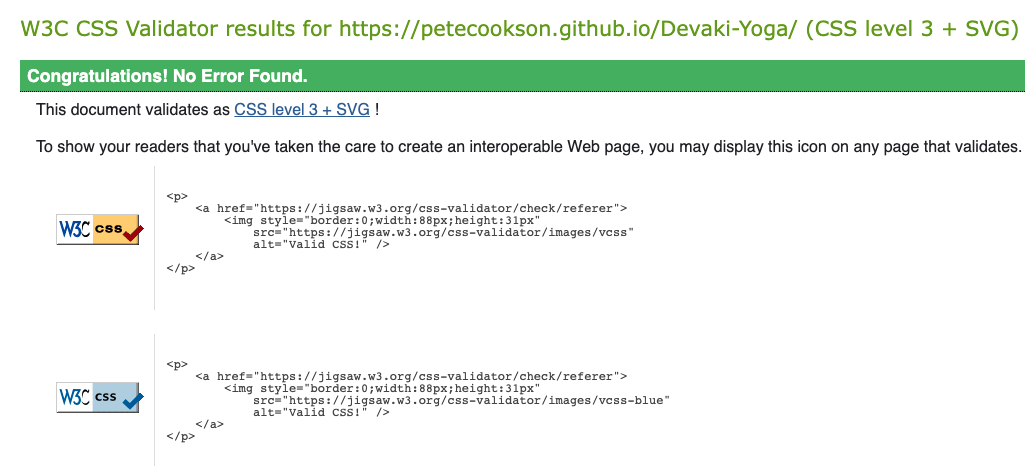 W3C CSS Validator results for https://petecookson.github.io/Devaki-Yoga/ (CSS level 3 + SVG)
Congratulations! No Error Found.
This document validates as CSS level 3 + SVG !
To show your readers that you've taken the care to create an interoperable Web page, you may display this icon on any page that validates.
<p>
<a href="https://jigsaw.w3.org/css-validator/check/referer">
<img style="border:0;width:88px;height:31px"
src="https://jigsaw.w3.org/css-validator/images/vcss"
alt="Valid CSS!" />
</a>
</p>
W3C css
<p>
<a href="https://jigsaw.w3.org/css-validator/check/referer">
<img style="border:0;width:88px;height:31px"
src="https://jigsaw.w3.org/css-validator/images/vcss-blue"
alt="Valid CSS!" />
</a>
</p>
W3C css